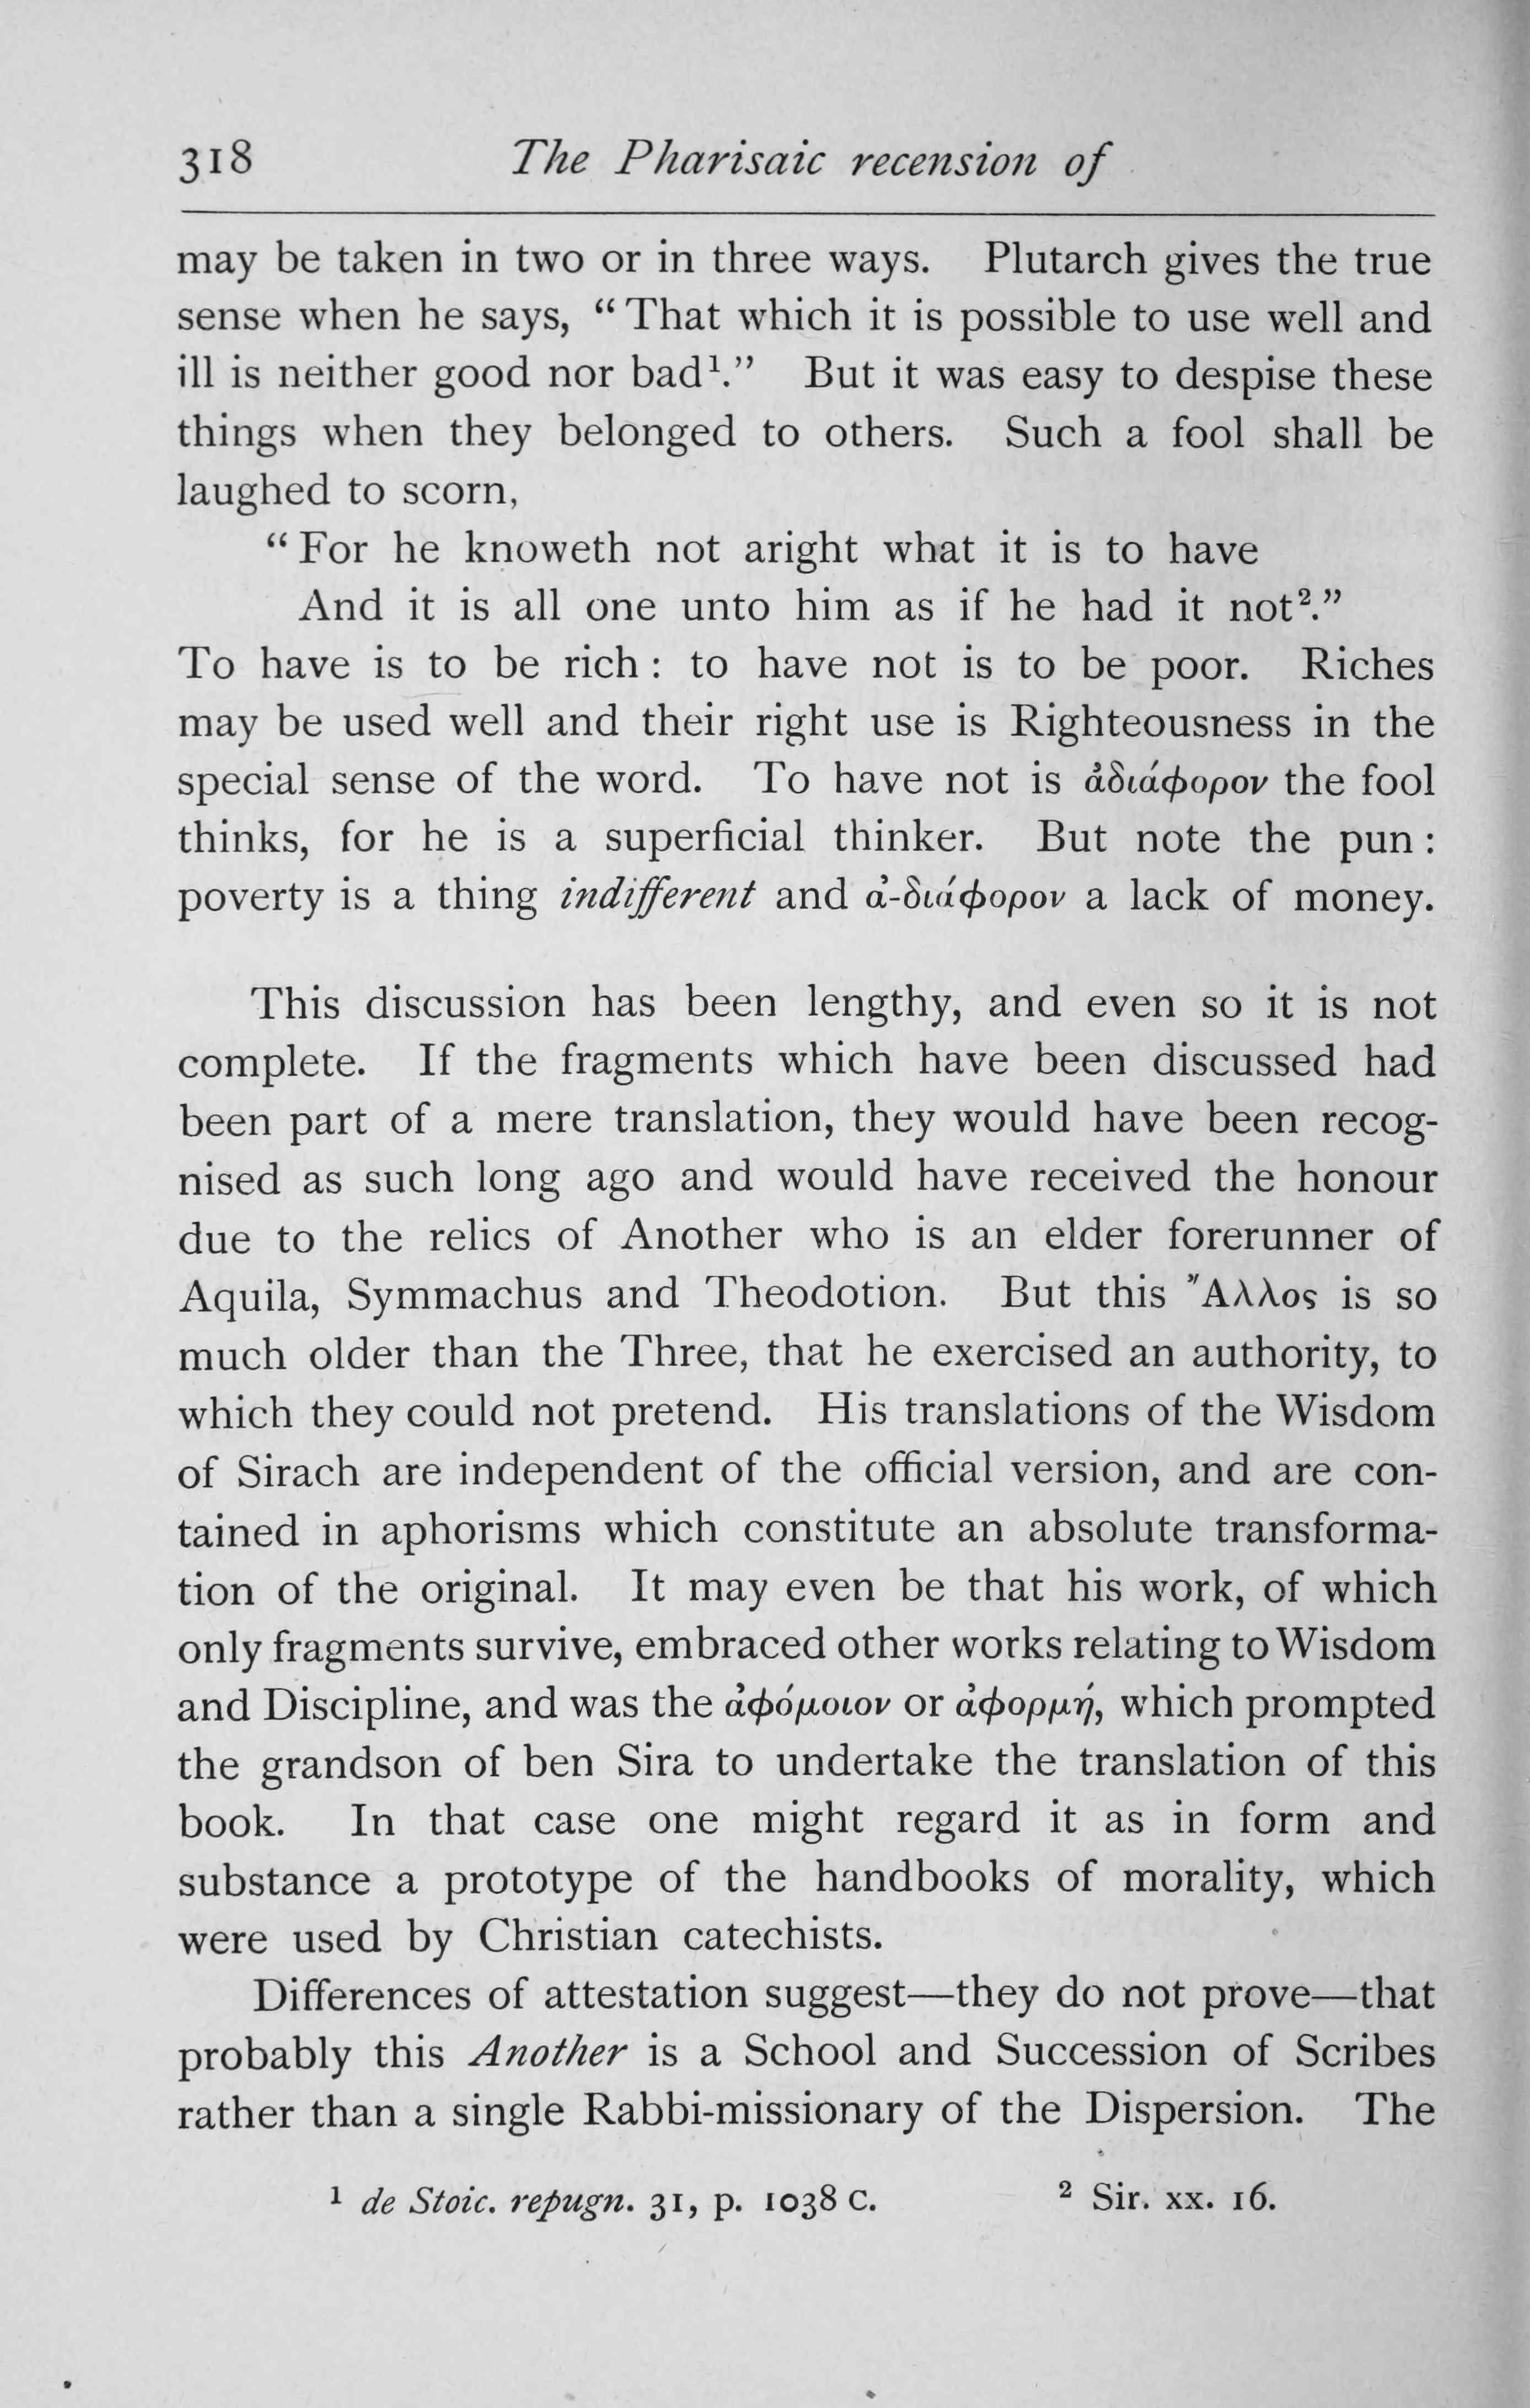 318 The Pharisaic recension of
may be taken in two or in three ways. Plutarch gives the true
sense when he says, “That which it is possible to use well and
ill is neither good nor bad¹.” But it was easy to despise these
things when they belonged to others. Such a fool shall be
laughed to scorn,
“For he knoweth not aright what it is to have
And it is all one unto him as if he had it not².”
To have is to be rich: to have not is to be poor. Riches
may be used well and their right use is Righteousness in the
special sense of the word. To have not is ἀδιάφορον the fool
thinks, for he is a superficial thinker. But note the pun:
poverty is a thing indifferent and ἀ-διάφορον a lack of money.
This discussion has been lengthy, and even so it is not
complete. If the fragments which have been discussed had
been part of a mere translation, they would have been recog-
nised as such long ago and would have received the honour
due to the relics of Another who is an elder forerunner of
Aquila, Symmachus and Theodotion. But this Ἄλλος is so
much older than the Three, that he exercised an authority, to
which they could not pretend. His translations of the Wisdom
of Sirach are independent of the official version, and are con-
tained in aphorisms which constitute an absolute transforma-
tion of the original. It may even be that his work, of which
only fragments survive, embraced other works relating to Wisdom
and Discipline, and was the ἀφόμοιον or ἀφορμή, which prompted
the grandson of ben Sira to undertake the translation of this
book. In that case one might regard it as in form and
substance a prototype of the handbooks of morality, which
were used by Christian catechists.
Differences of attestation suggest—they do not prove—that
probably this Another is a School and Succession of Scribes
rather than a single Rabbi-missionary of the Dispersion. The
¹ de Stoic. repugn. 31, p. 1038 C. ² Sir. xx. 16.